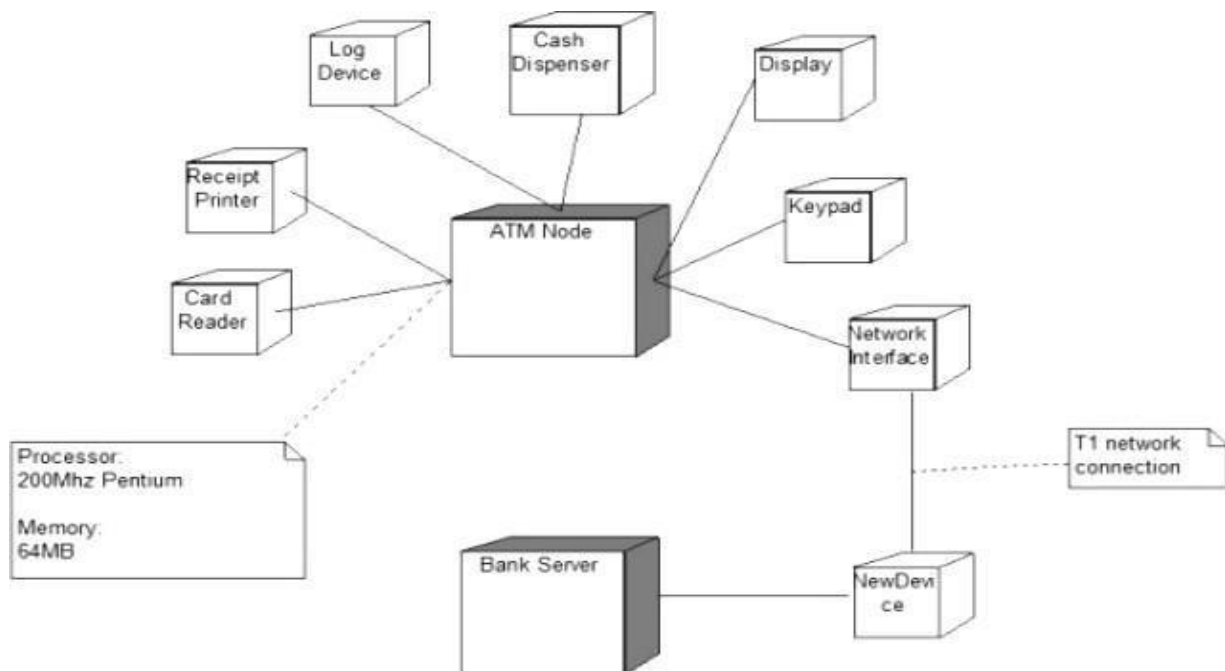 Log
Device
Cash
Dispenser
Display
Receipt
Printer
ATM Node
Keypad
Card
Reader
Network
Interface
Processor:
200Mhz Pentium
Memory:
64MB
T1 network
connection
Bank Server
NewDevi
ce